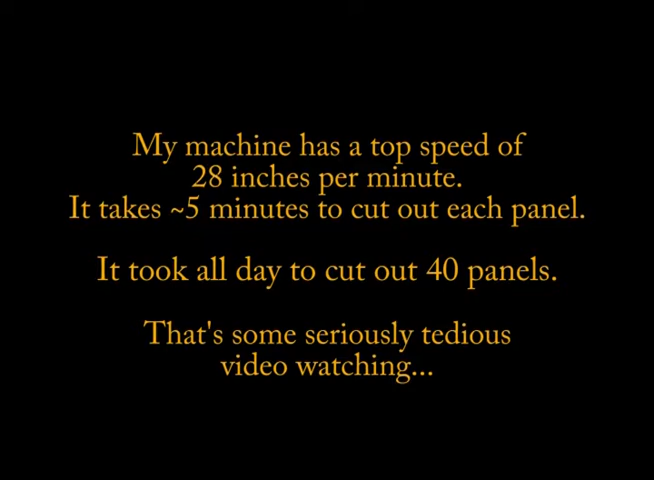 My machine has a top speed of
28 inches per minute.
It takes ~5 minutes to cut out each panel.
It took all day to cut out 40 panels.
That's some seriously tedious
video watching...